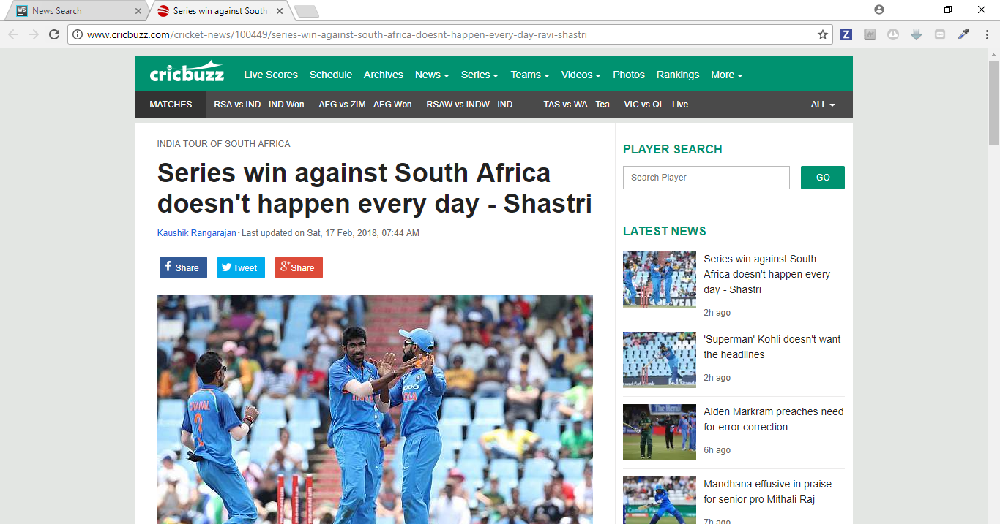 WS News Search
Series win against South
www.cricbuzz.com/cricket-news/100449/series-win-against-south-africa-doesnt-happen-every-day-ravi-shastri
Z
cricbuzz Live Scores Schedule Archives News Series Teams Videos Photos Rankings More
MATCHES RSA vs IND - IND Won AFG vs ZIM - AFG Won RSAW vs INDW - IND... TAS vs WA - Tea VIC vs QL - Live ALL
INDIA TOUR OF SOUTH AFRICA
Series win against South Africa
doesn't happen every day - Shastri
Kaushik Rangarajan · Last updated on Sat, 17 Feb, 2018, 07:44 AM
f Share Tweet g+ Share
CHAHAL
3
INDIA
oppo
INDIA
PLAYER SEARCH
Search Player GO
LATEST NEWS
Series win against South
Africa doesn't happen every
day - Shastri
2h ago
'Superman' Kohli doesn't want
the headlines
2h ago
Aiden Markram preaches need
for error correction
6h ago
Mandhana effusive in praise
for senior pro Mithali Raj
7h ago